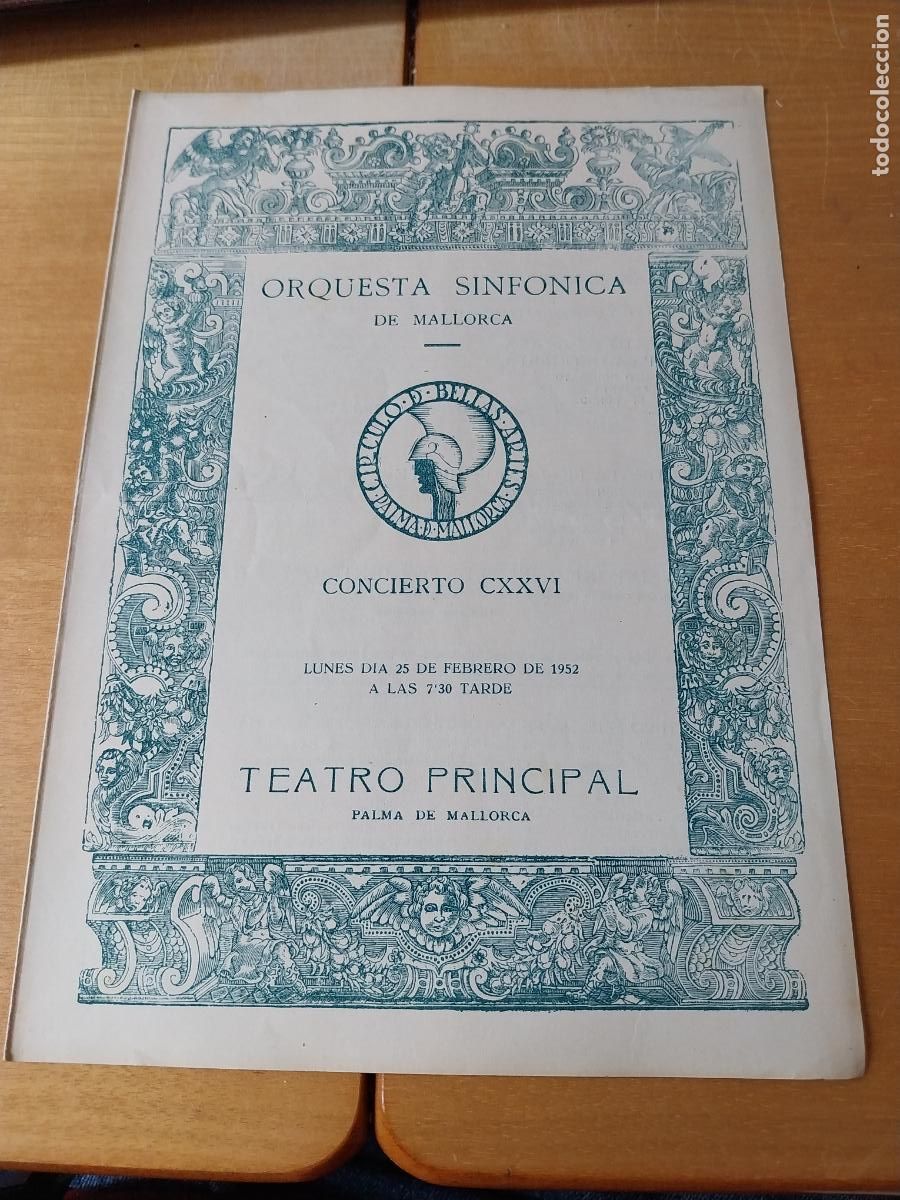 ORQUESTA SINFONICA
DE MALLORCA
CIRCULO · D · BELLAS · ARTES ·
PALMA · D · MALLORCA
CONCIERTO CXXVI
LUNES DIA 25 DE FEBRERO DE 1952
A LAS 7'30 TARDE
TEATRO PRINCIPAL
PALMA DE MALLORCA
todocoleccion